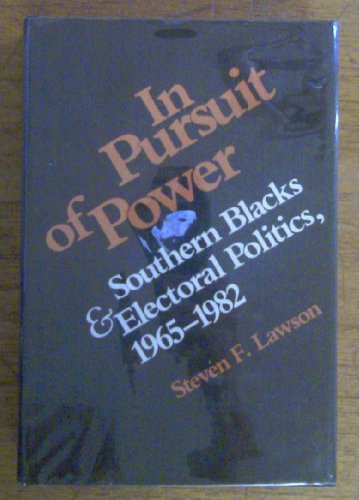 In
Pursuit
of Power
Southern Blacks
& Electoral Politics,
1965–1982
Steven F. Lawson